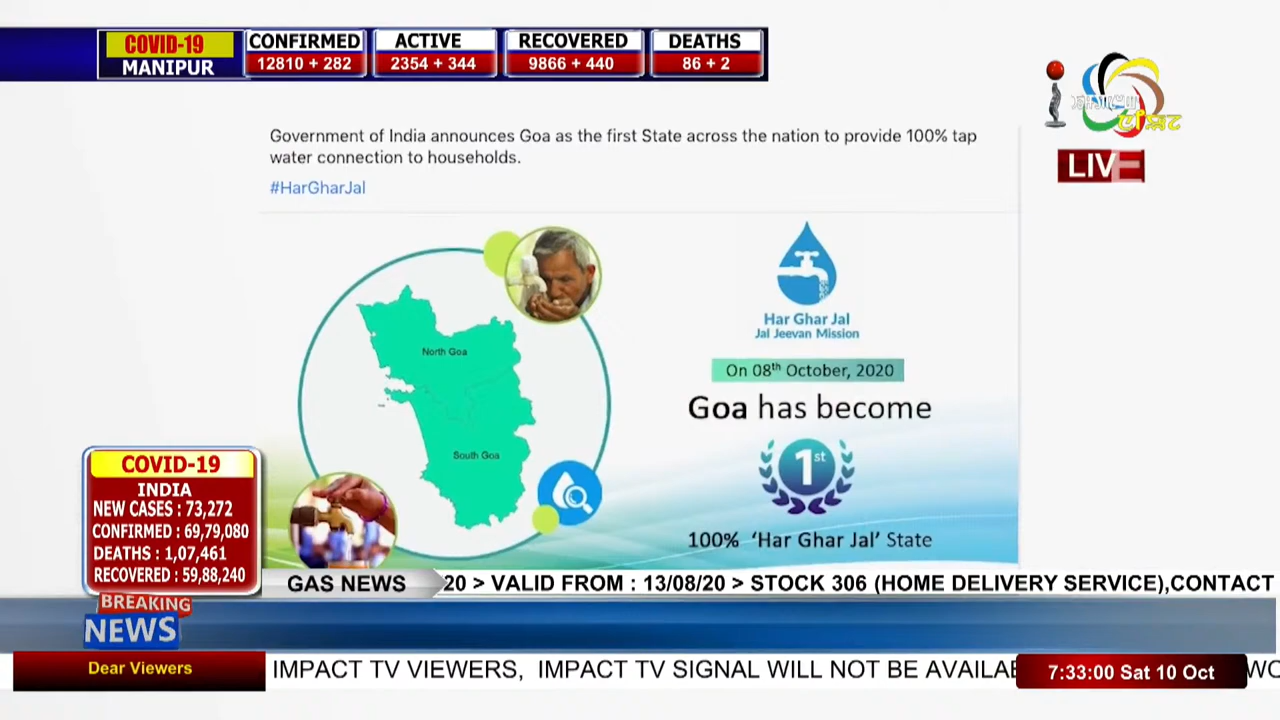 COVID-19
MANIPUR
CONFIRMED
12810 + 282
ACTIVE
2354 + 344
RECOVERED
9866 + 440
DEATHS
86 + 2
LIVE
Government of India announces Goa as the first State across the nation to provide 100% tap
water connection to households.
#HarGharJal
North Goa
South Goa
Har Ghar Jal
Jal Jeevan Mission
On 08th October, 2020
Goa has become
1st
100% ‘Har Ghar Jal’ State
COVID-19
INDIA
NEW CASES : 73,272
CONFIRMED : 69,79,080
DEATHS : 1,07,461
RECOVERED : 59,88,240
GAS NEWS
20 > VALID FROM : 13/08/20 > STOCK 306 (HOME DELIVERY SERVICE),CONTACT
BREAKING
NEWS
Dear Viewers
IMPACT TV VIEWERS, IMPACT TV SIGNAL WILL NOT BE
7:33:00 Sat 10 Oct